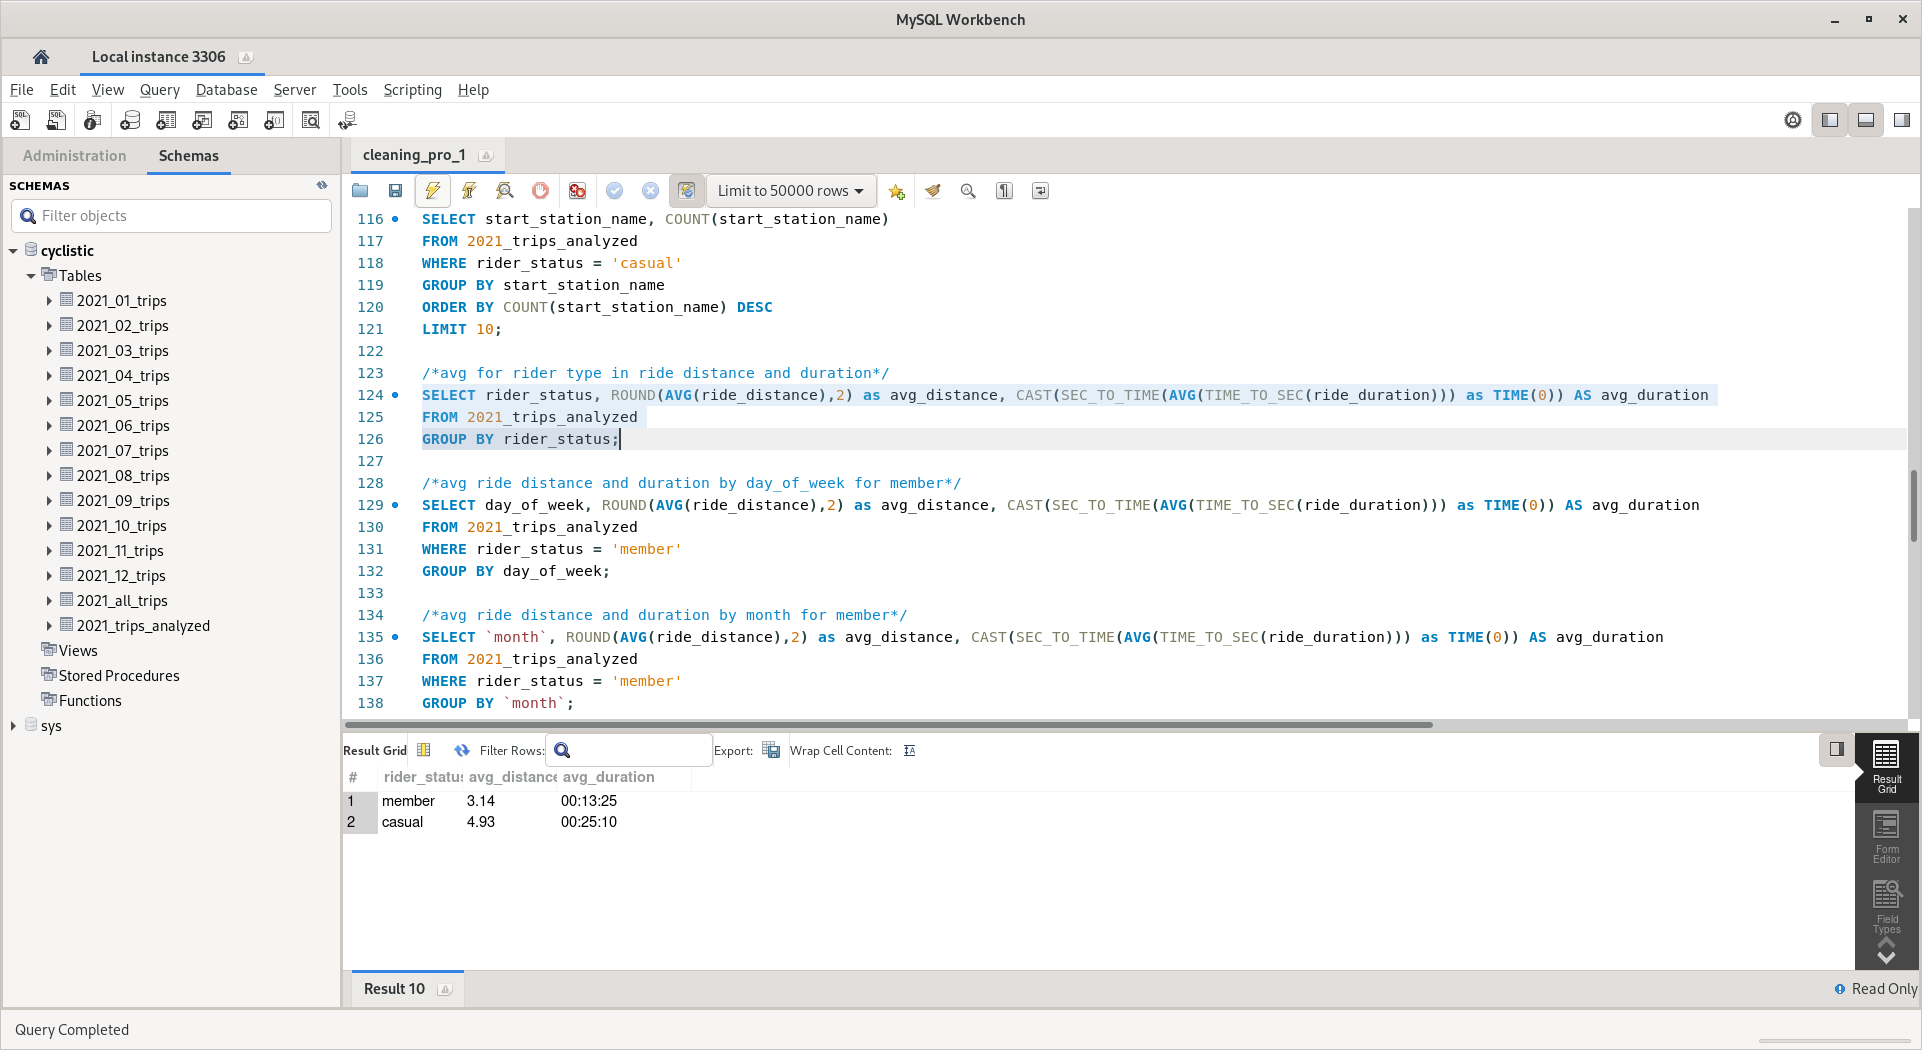 MySQL Workbench
Local instance 3306
File Edit View Query Database Server Tools Scripting Help
Administration Schemas
SCHEMAS
Filter objects
cyclistic
Tables
2021_01_trips
2021_02_trips
2021_03_trips
2021_04_trips
2021_05_trips
2021_06_trips
2021_07_trips
2021_08_trips
2021_09_trips
2021_10_trips
2021_11_trips
2021_12_trips
2021_all_trips
2021_trips_analyzed
Views
Stored Procedures
Functions
sys
cleaning_pro_1
Limit to 50000 rows
116 SELECT start_station_name, COUNT(start_station_name)
117 FROM 2021_trips_analyzed
118 WHERE rider_status = 'casual'
119 GROUP BY start_station_name
120 ORDER BY COUNT(start_station_name) DESC
121 LIMIT 10;
122
123 /*avg for rider type in ride distance and duration*/
124 SELECT rider_status, ROUND(AVG(ride_distance),2) as avg_distance, CAST(SEC_TO_TIME(AVG(TIME_TO_SEC(ride_duration))) as TIME(0)) AS avg_duration
125 FROM 2021_trips_analyzed
126 GROUP BY rider_status;
127
128 /*avg ride distance and duration by day_of_week for member*/
129 SELECT day_of_week, ROUND(AVG(ride_distance),2) as avg_distance, CAST(SEC_TO_TIME(AVG(TIME_TO_SEC(ride_duration))) as TIME(0)) AS avg_duration
130 FROM 2021_trips_analyzed
131 WHERE rider_status = 'member'
132 GROUP BY day_of_week;
133
134 /*avg ride distance and duration by month for member*/
135 SELECT `month`, ROUND(AVG(ride_distance),2) as avg_distance, CAST(SEC_TO_TIME(AVG(TIME_TO_SEC(ride_duration))) as TIME(0)) AS avg_duration
136 FROM 2021_trips_analyzed
137 WHERE rider_status = 'member'
138 GROUP BY `month`;
Result Grid Filter Rows: Export: Wrap Cell Content:
# rider_status avg_distance avg_duration
1 member 3.14 00:13:25
2 casual 4.93 00:25:10
Result
Grid
Form
Editor
Field
Types
Result 10
Read Only
Query Completed